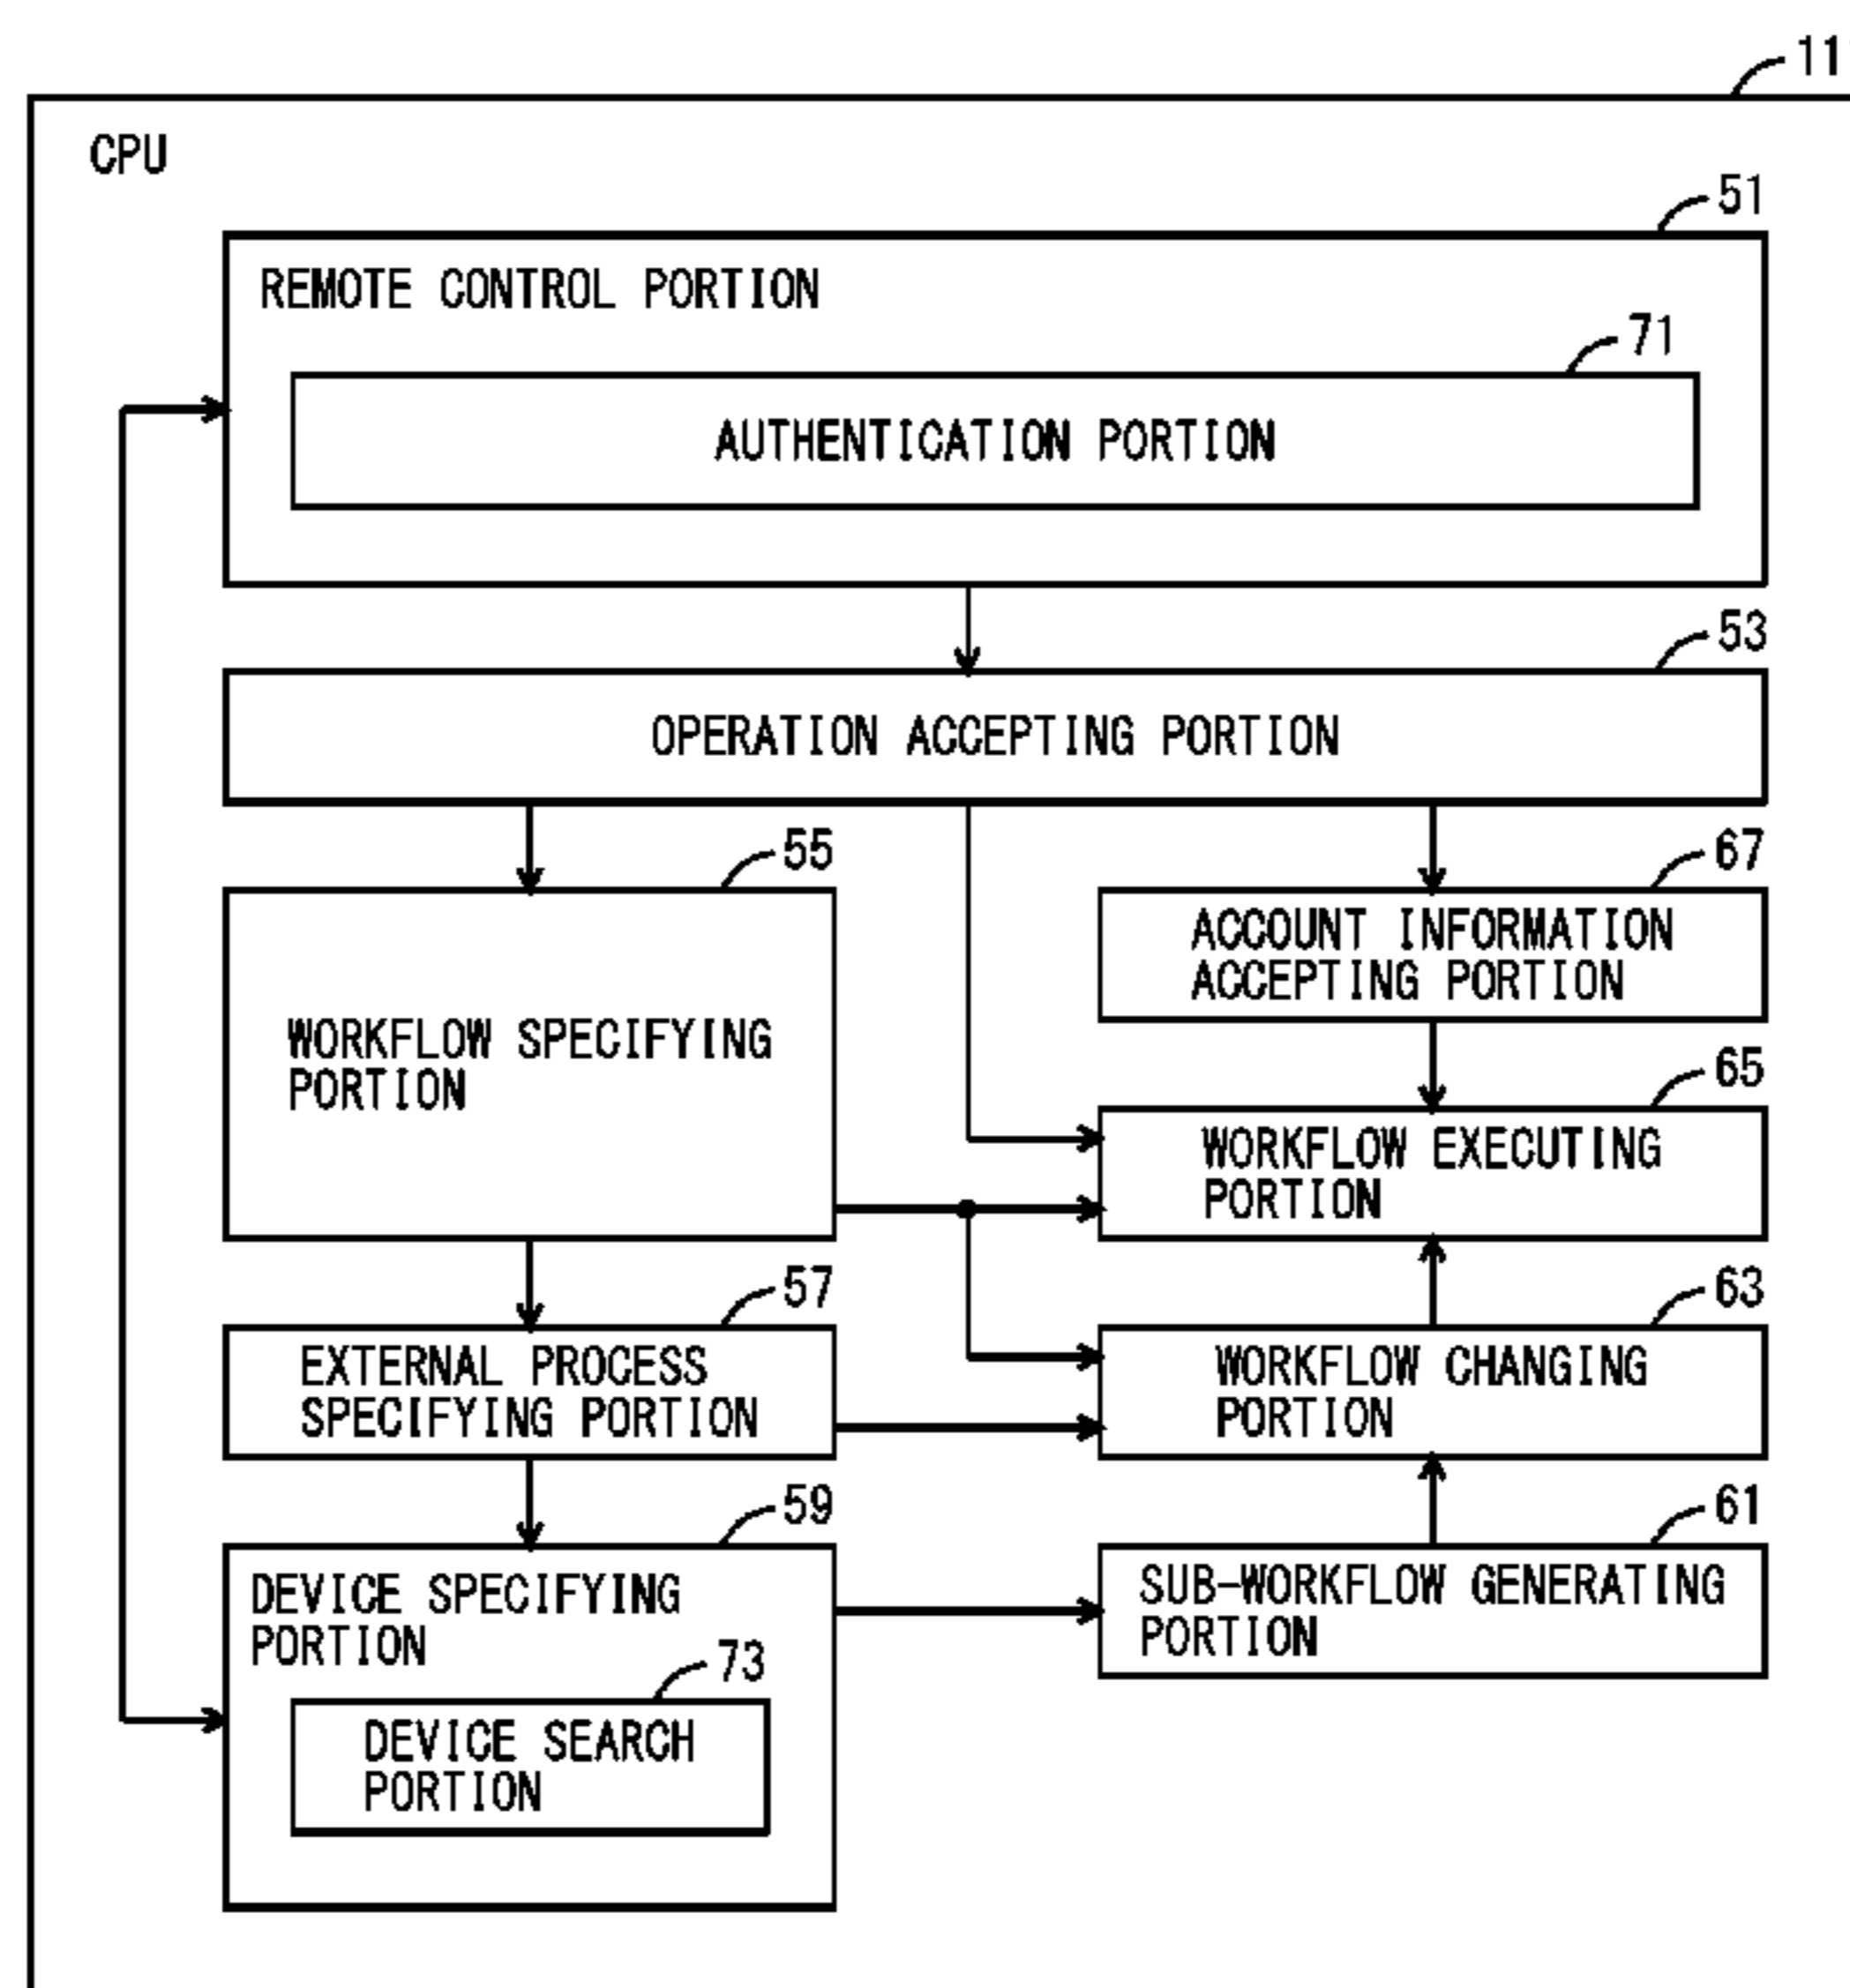 11
CPU
51
REMOTE CONTROL PORTION
71
AUTHENTICATION PORTION
53
OPERATION ACCEPTING PORTION
55
WORKFLOW SPECIFYING
PORTION
67
ACCOUNT INFORMATION
ACCEPTING PORTION
65
WORKFLOW EXECUTING
PORTION
57
EXTERNAL PROCESS
SPECIFYING PORTION
63
WORKFLOW CHANGING
PORTION
59
DEVICE SPECIFYING
PORTION
73
DEVICE SEARCH
PORTION
61
SUB-WORKFLOW GENERATING
PORTION